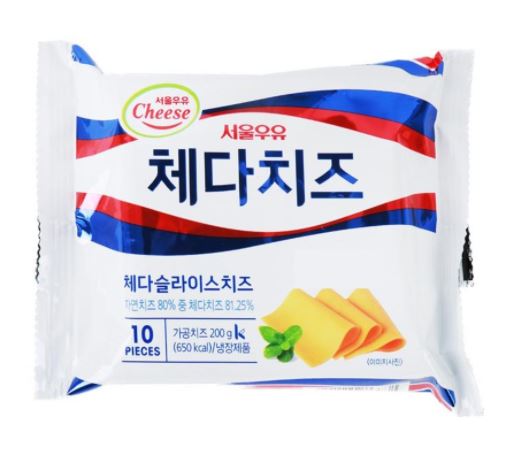 서울우유
Cheese
서울우유
체다치즈
체다슬라이스치즈
자연치즈 80% 중 체다치즈 81.25%
10
PIECES
가공치즈 200 g
(650 kcal)/냉장제품
(이미지사진)